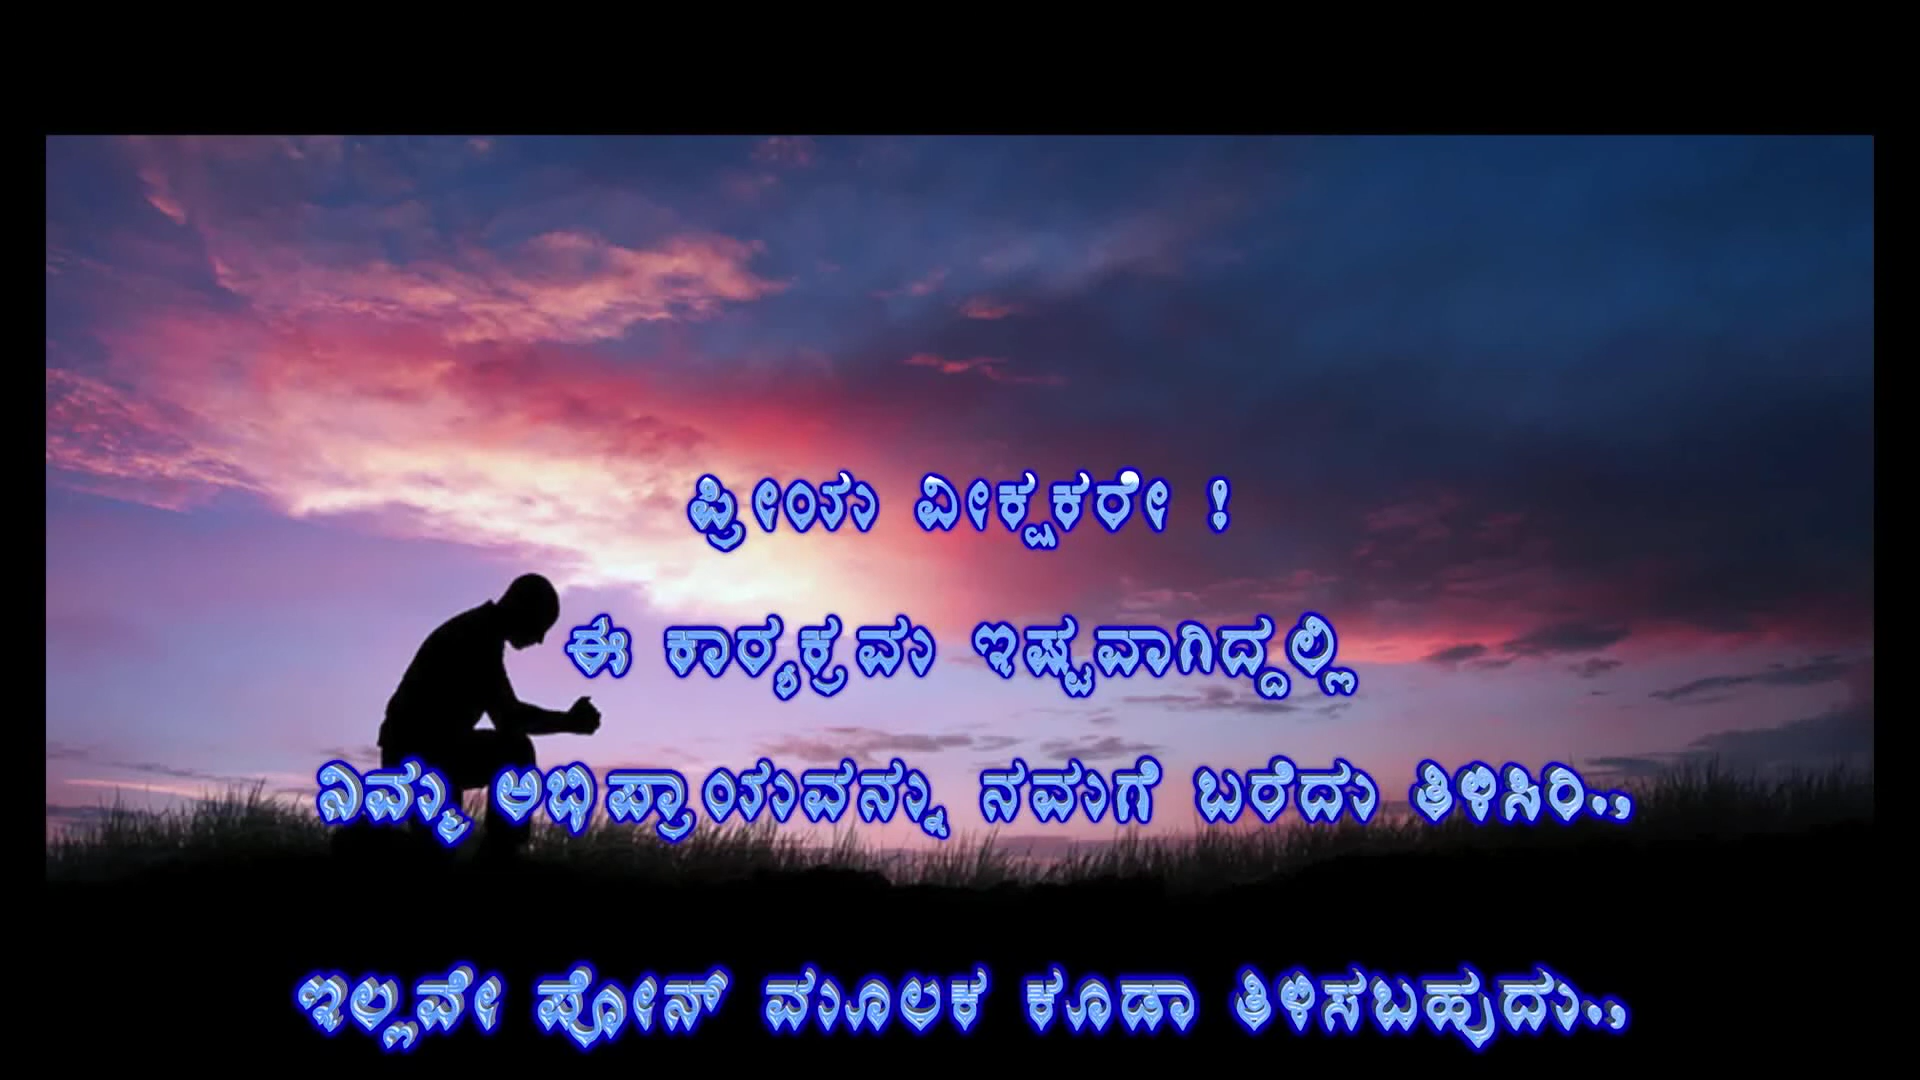 ಪ್ರೀಯ ವೀಕ್ಷಕರೇ !
ಈ ಕಾರ್‍ಯಕ್ರಮ ಇಷ್ಟವಾಗಿದ್ದಲ್ಲಿ
ನಿಮ್ಮ ಅಭಿಪ್ರಾಯವನ್ನು ನಮಗೆ ಬರೆದು ತಿಳಿಸಿರಿ..,
ಇಲ್ಲವೇ ಪೋನ್ ಮೂಲಕ ಕೂಡಾ ತಿಳಿಸಬಹುದು..,